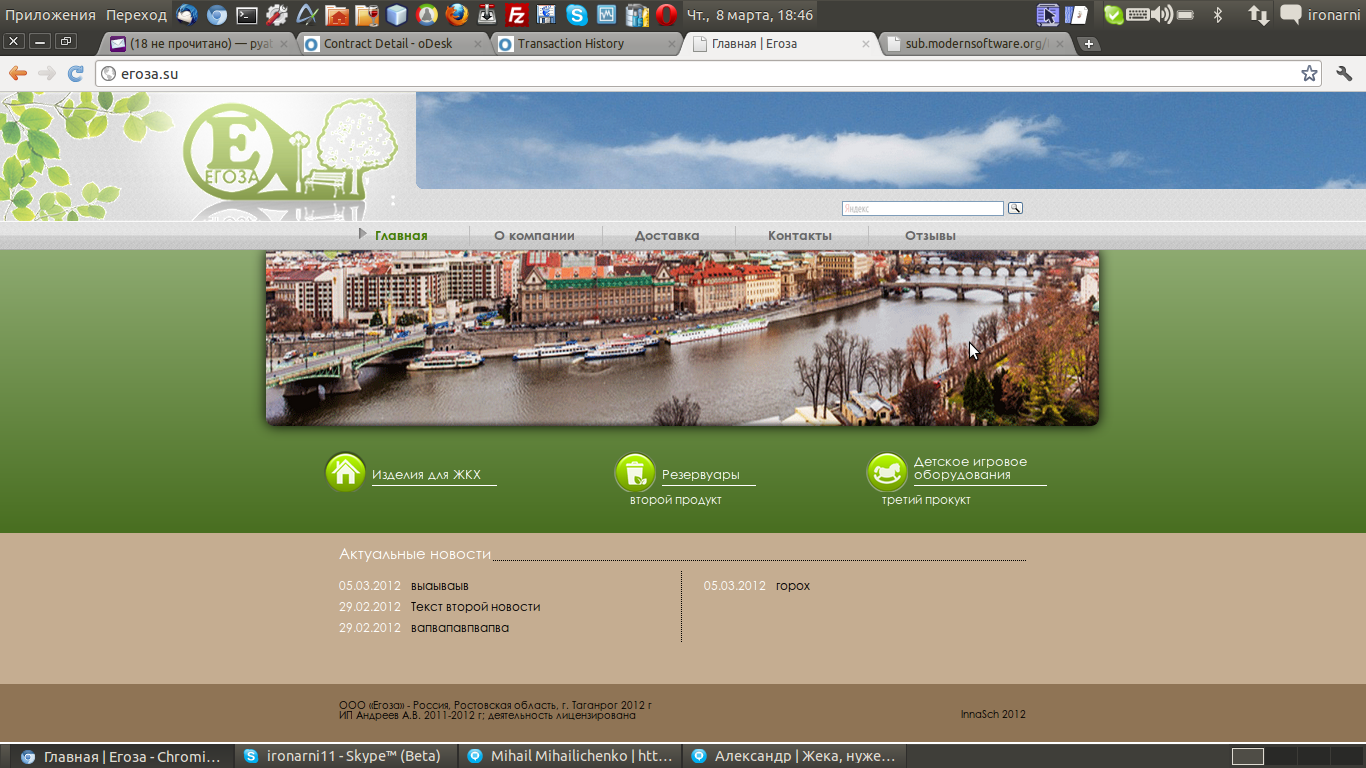 Приложения Переход Чт., 8 марта, 18:46 ironarni
(18 не прочитано) — pyat
Contract Detail - oDesk
Transaction History
Главная | Егоза
sub.modernsoftware.org/
егоза.su
Е
ЕГОЗА
Яндекс
Главная О компании Доставка Контакты Отзывы
Изделия для ЖКХ
Резервуары
второй продукт
Детское игровое
оборудования
третий прокукт
Актуальные новости
05.03.2012 выаываыв
29.02.2012 Текст второй новости
29.02.2012 вапвапавпвапва
05.03.2012 горох
ООО «Егоза» - Россия, Ростовская область, г. Таганрог 2012 г
ИП Андреев А.В. 2011-2012 г; деятельность лицензирована
InnaSch 2012
Главная | Егоза - Chromi...
ironarni11 - Skype™ (Beta)
Mihail Mihailichenko | htt...
Александр | Жека, нуже...